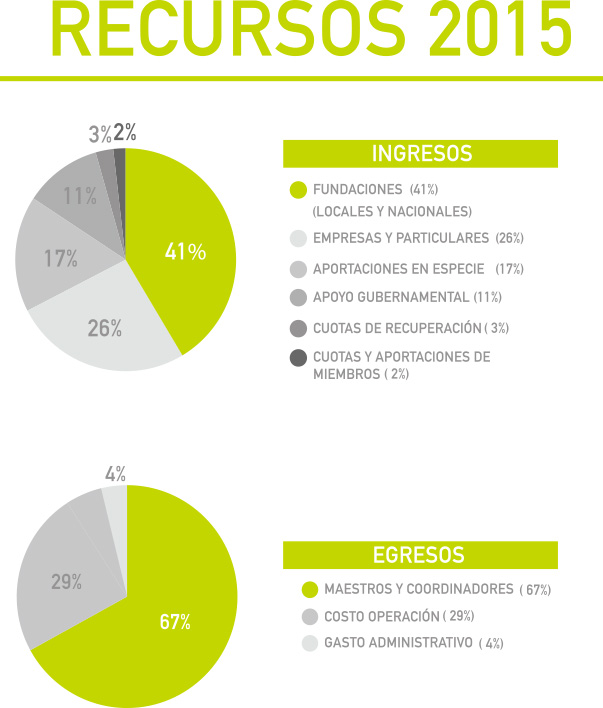 RECURSOS 2015
3% 2%
11%
17%
41%
26%
INGRESOS
FUNDACIONES (41%)
(LOCALES Y NACIONALES)
EMPRESAS Y PARTICULARES (26%)
APORTACIONES EN ESPECIE (17%)
APOYO GUBERNAMENTAL (11%)
CUOTAS DE RECUPERACIÓN ( 3%)
CUOTAS Y APORTACIONES DE
MIEMBROS ( 2%)
4%
29%
67%
EGRESOS
MAESTROS Y COORDINADORES ( 67%)
COSTO OPERACIÓN ( 29%)
GASTO ADMINISTRATIVO ( 4%)